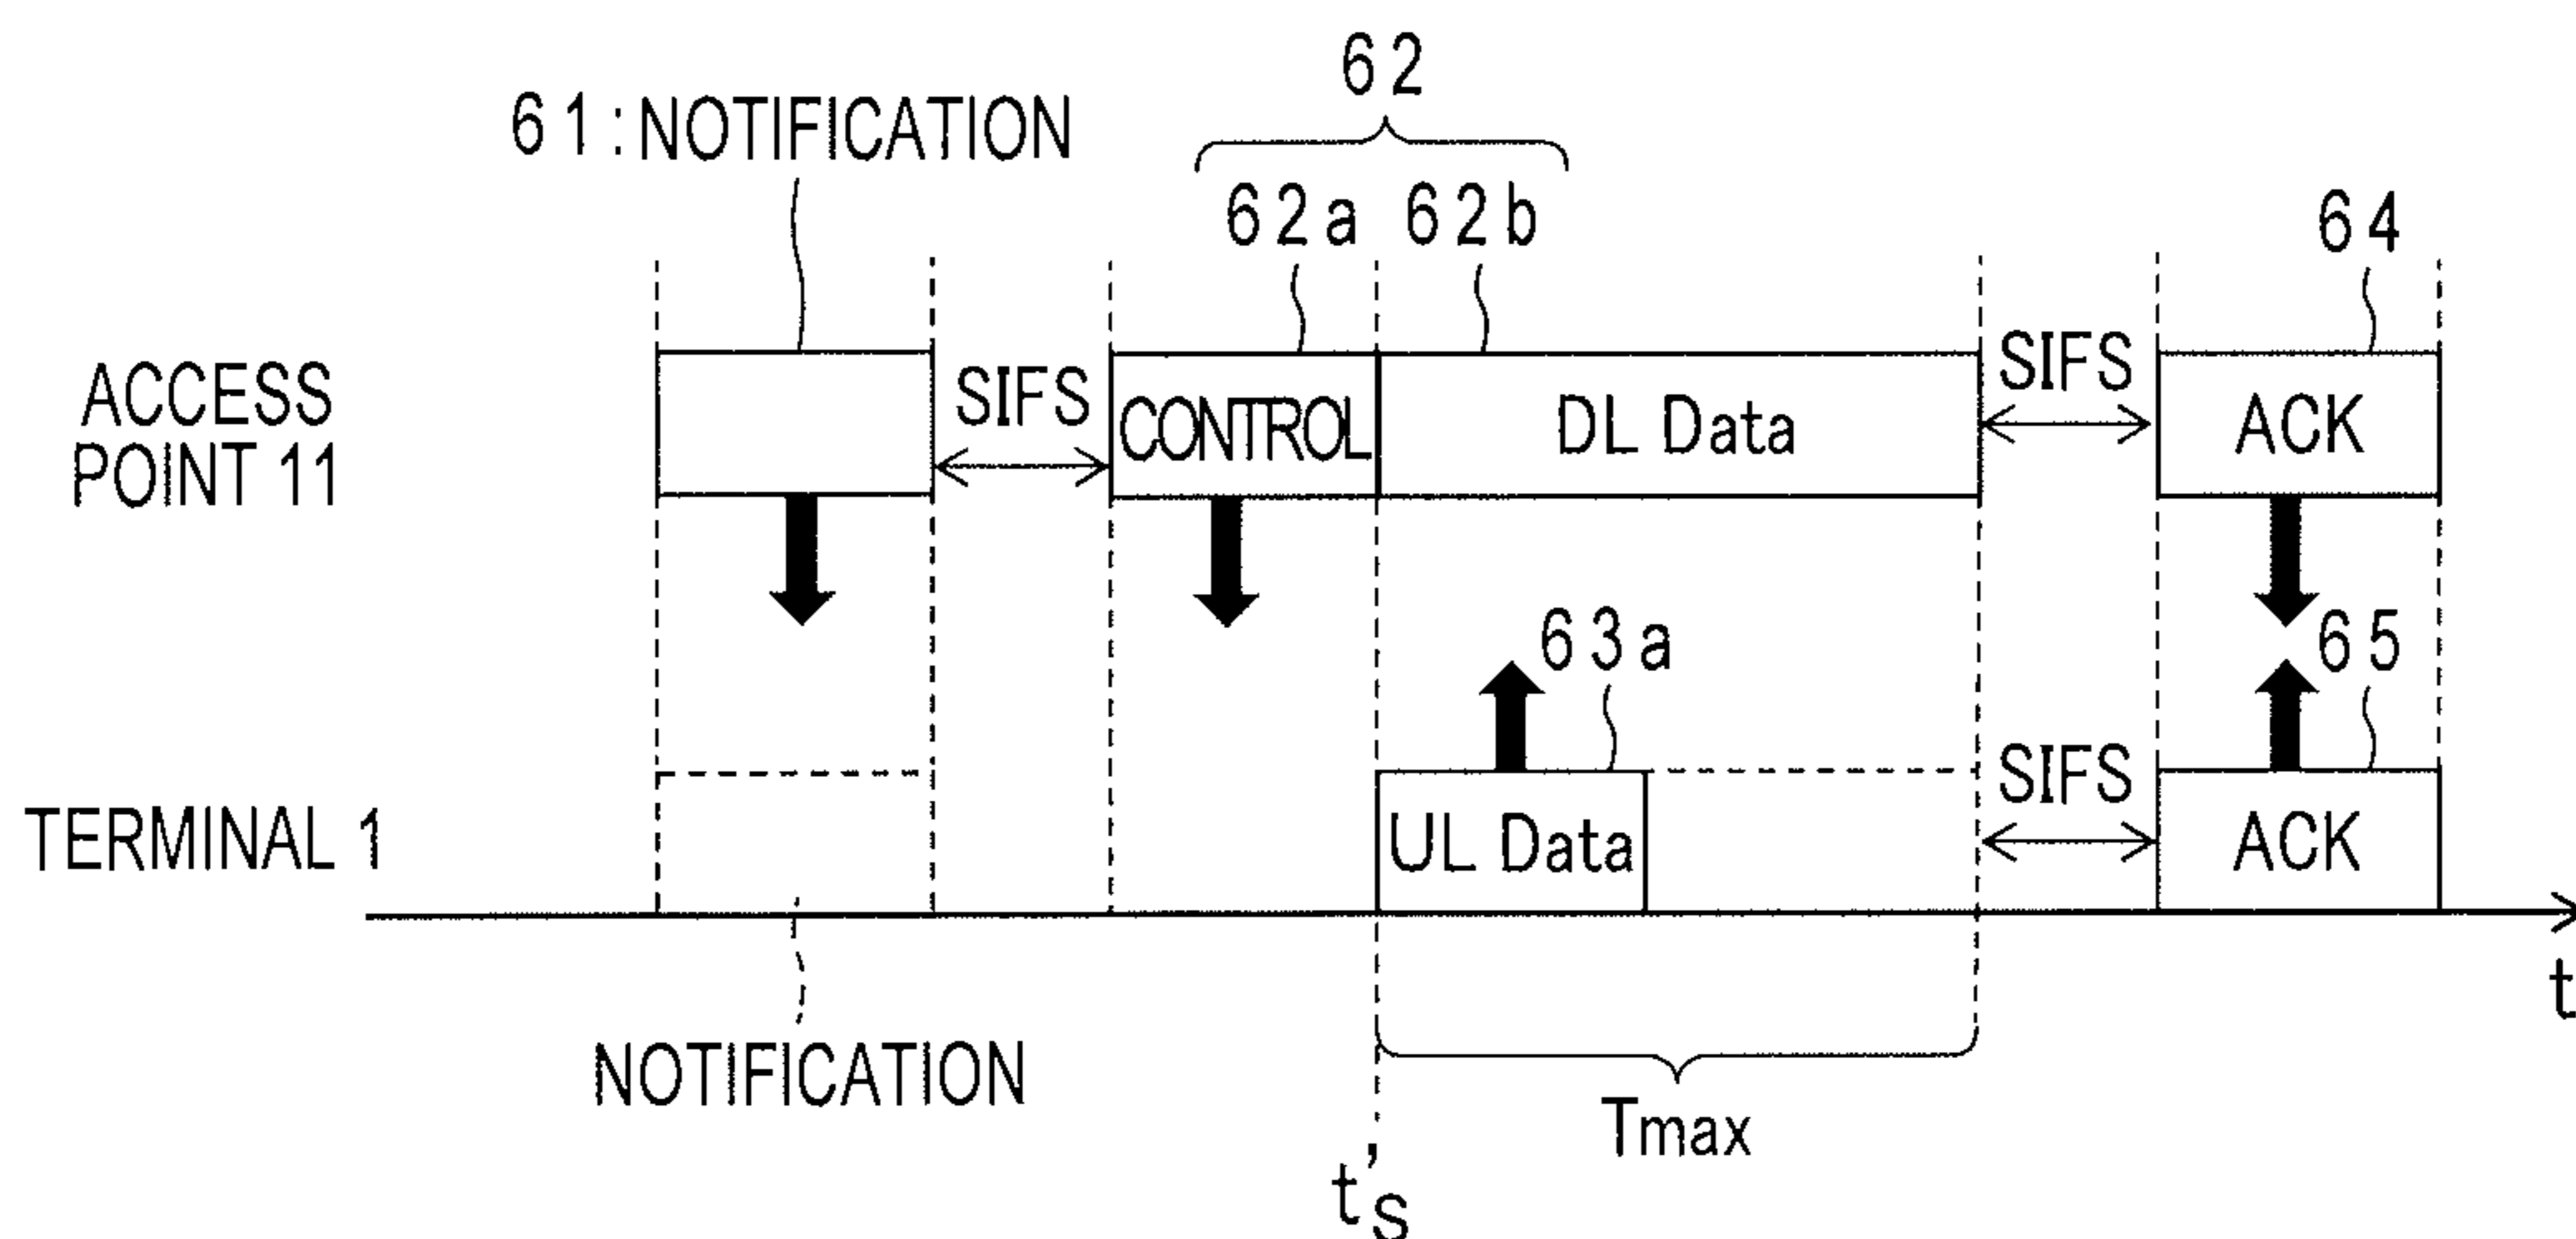 62
61:NOTIFICATION
62a 62b
64
ACCESS
POINT 11
SIFS
CONTROL
DL Data
SIFS
ACK
63a
65
TERMINAL 1
UL Data
SIFS
ACK
t
NOTIFICATION
Tmax
t's